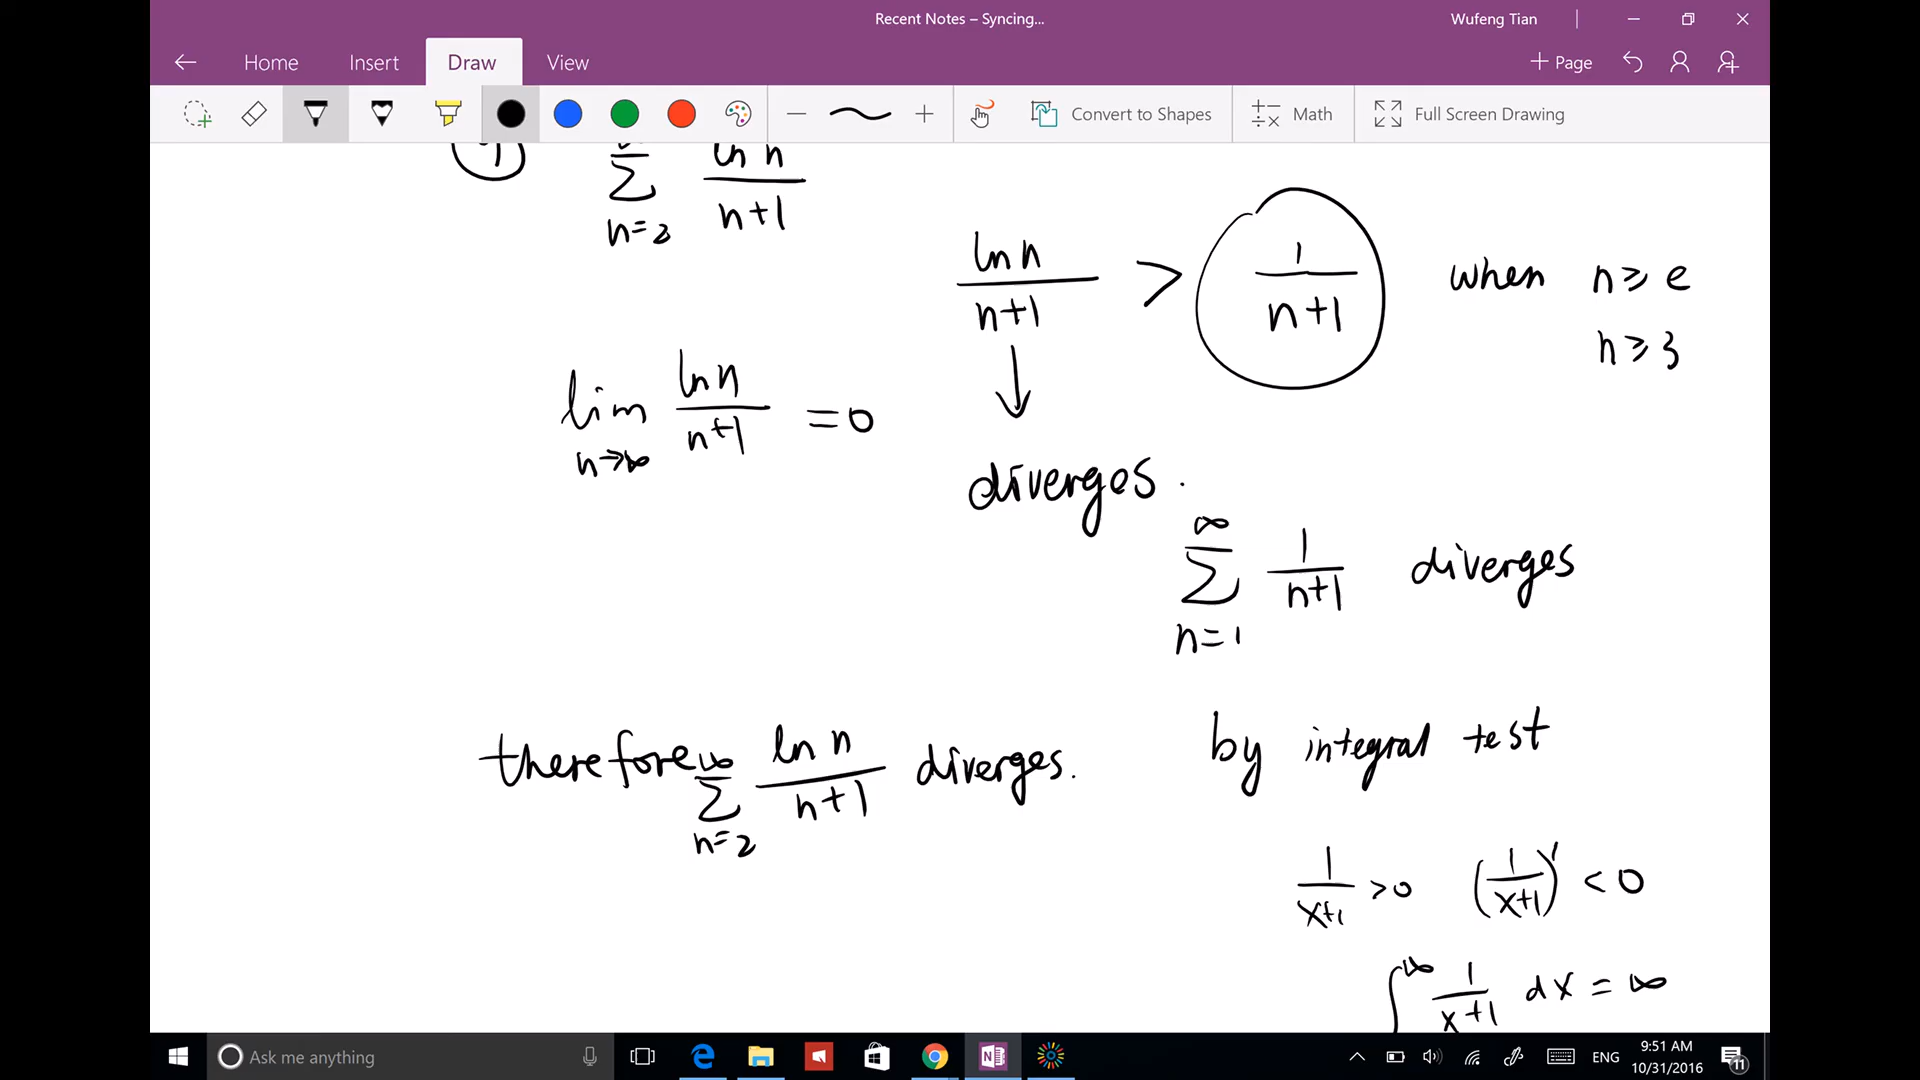 Recent Notes – Syncing...
Wufeng Tian
Home Insert Draw View
Page
Convert to Shapes
Math
Full Screen Drawing
∑ ln n / n+1
n=2
ln n / n+1 > 1 / n+1 when n ≥ e
n ≥ 3
lim n→∞ ln n / n+1 = 0
diverges.
∞ ∑ n=1 1 / n+1 diverges
by integral test
therefore ∞ ∑ n=2 ln n / n+1 diverges.
1 / x+1 > 0 (1 / x+1)' < 0
∫ ∞ 1 / x+1 dx = ∞
Ask me anything
ENG
9:51 AM
10/31/2016
11